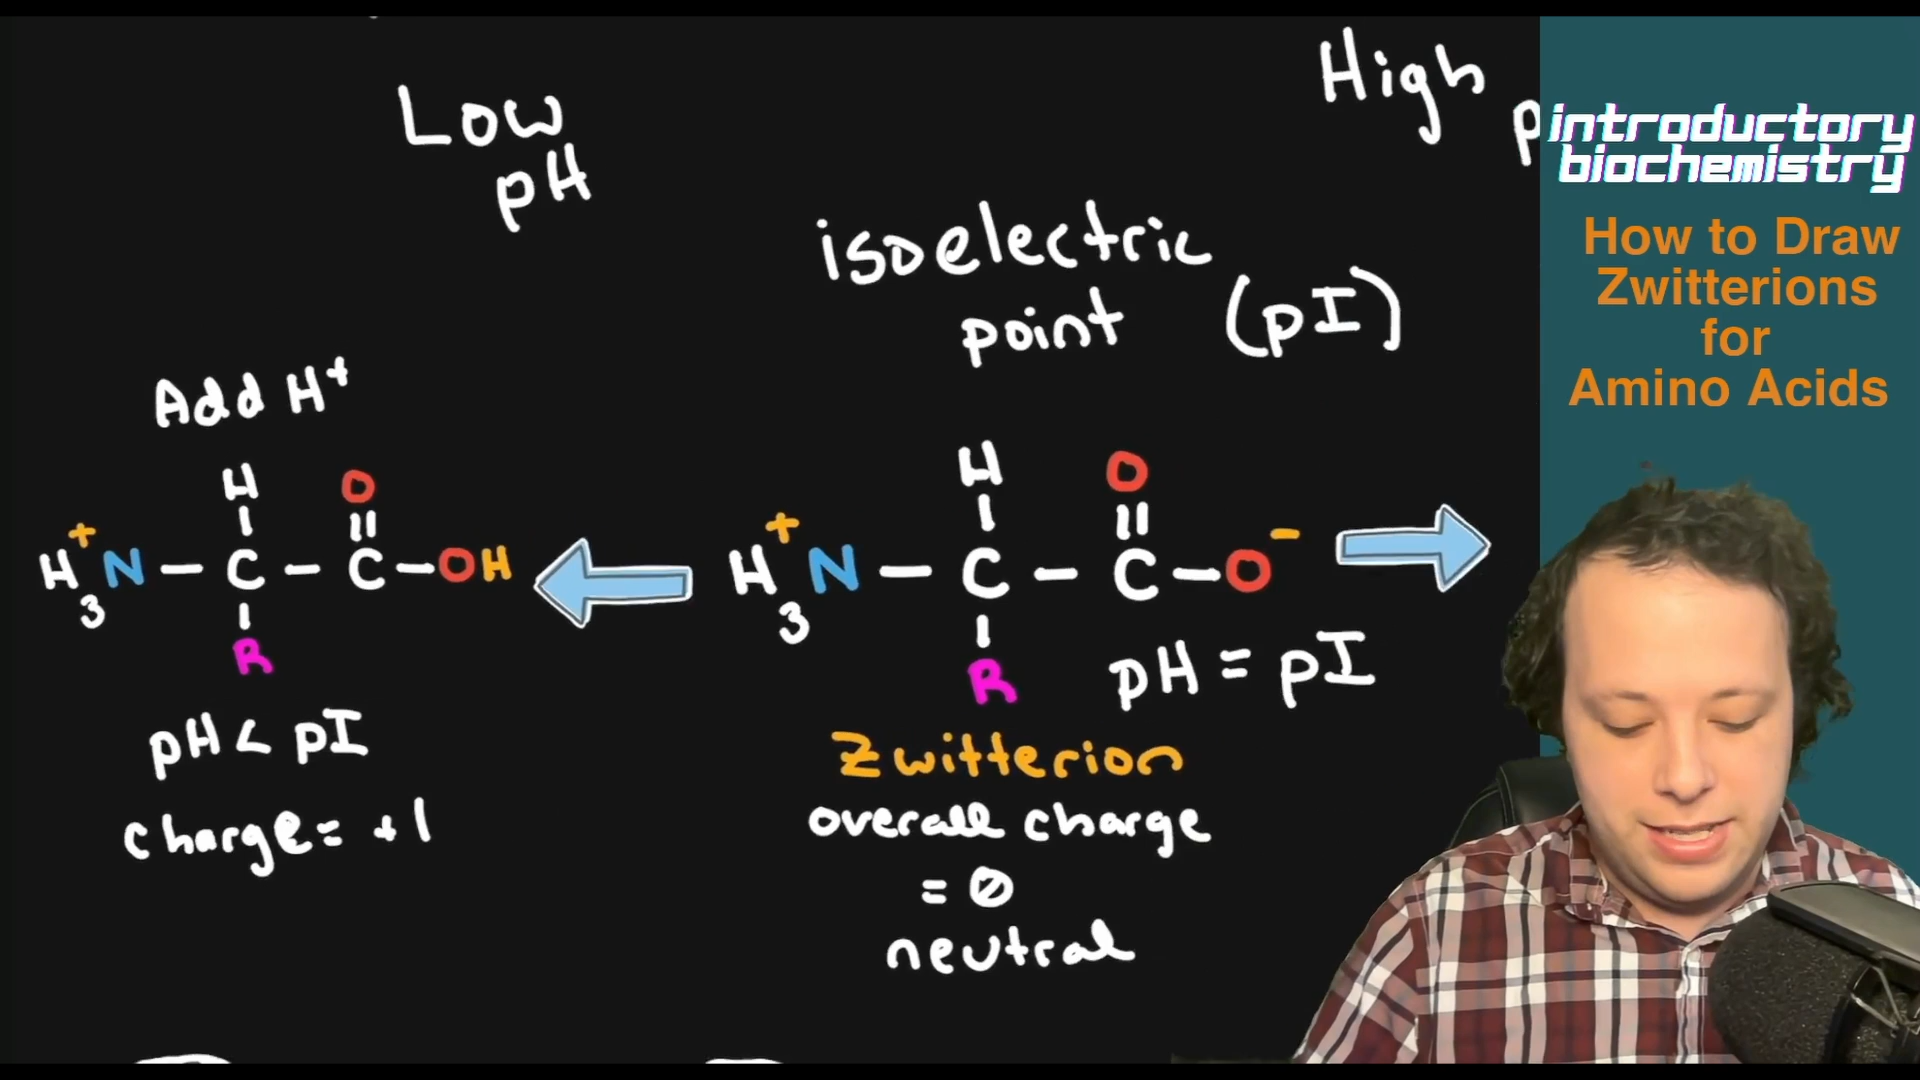 Low
pH
High
p
isoelectric
point (pI)
Add H+
H O
H3+N - C - C - OH
R
pH < pI
charge = +1
H O
H3+N - C - C - O-
R
pH = pI
Zwitterion
overall charge
= 0
neutral
introductory
biochemistry
How to Draw
Zwitterions
for
Amino Acids